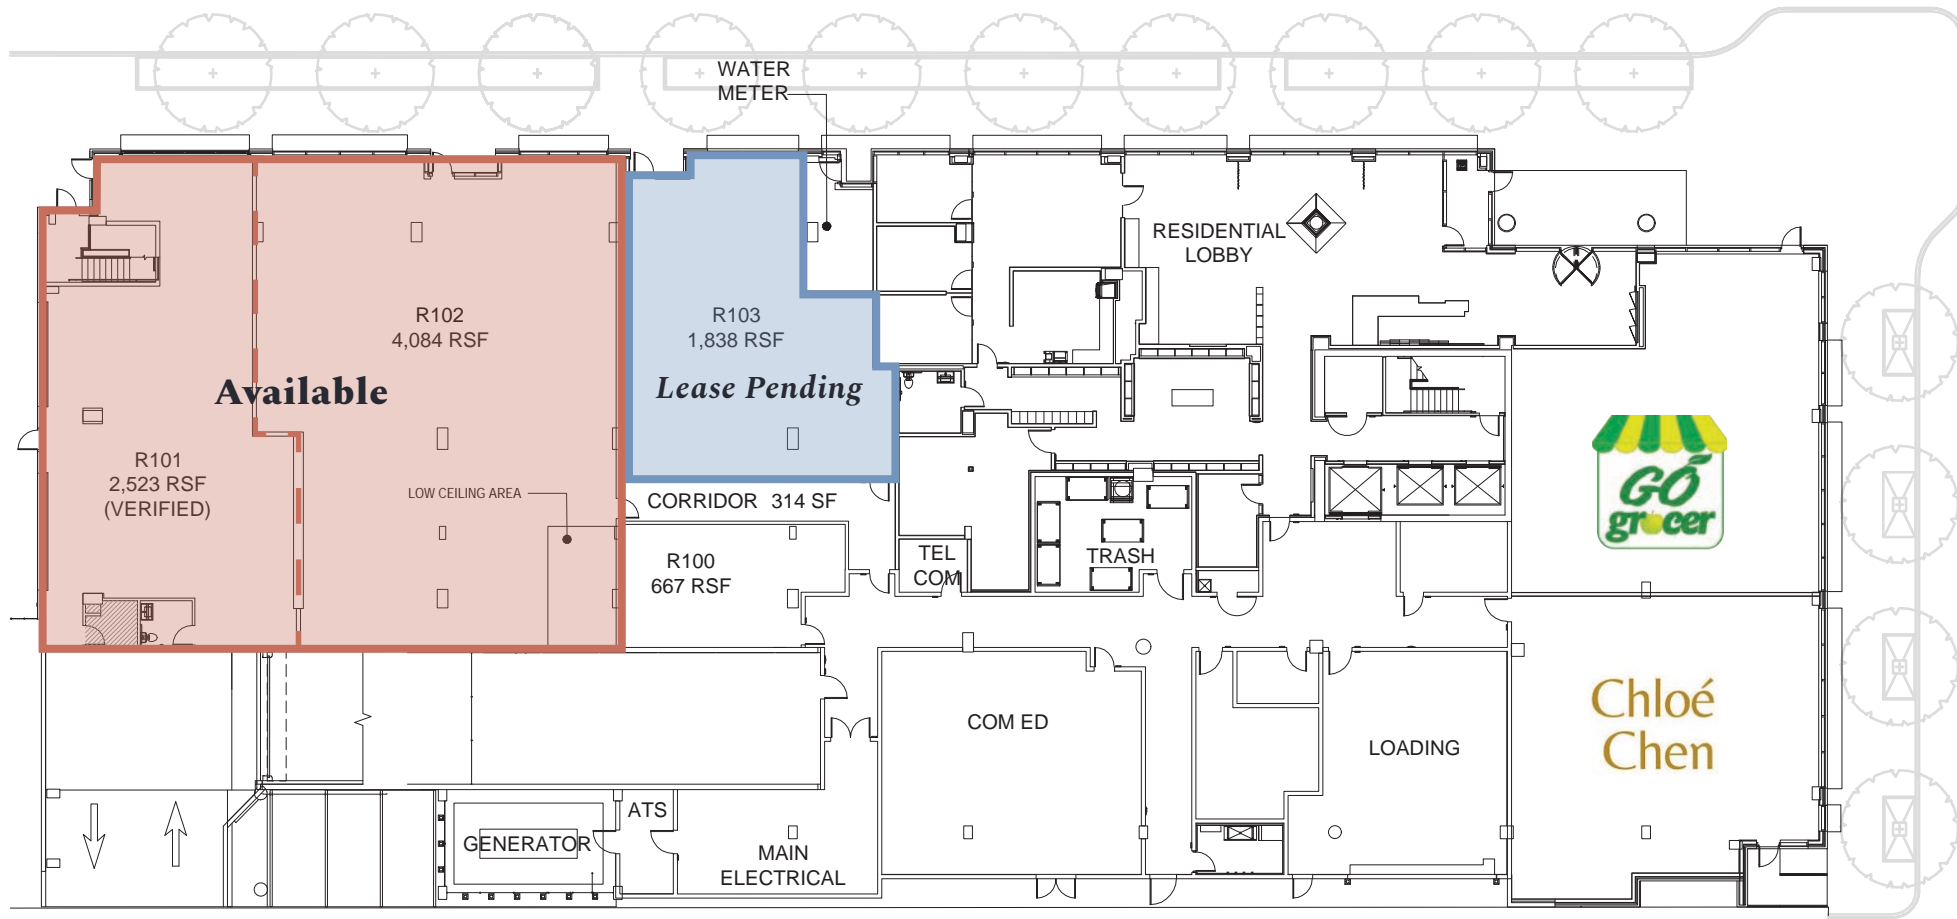 WATER
METER
RESIDENTIAL
LOBBY
R102
4,084 RSF
R103
1,838 RSF
Available
Lease Pending
R101
2,523 RSF
(VERIFIED)
LOW CEILING AREA
CORRIDOR 314 SF
GO
grocer
R100
667 RSF
TEL
COM
TRASH
COM ED
LOADING
Chloé
Chen
ATS
GENERATOR
MAIN
ELECTRICAL